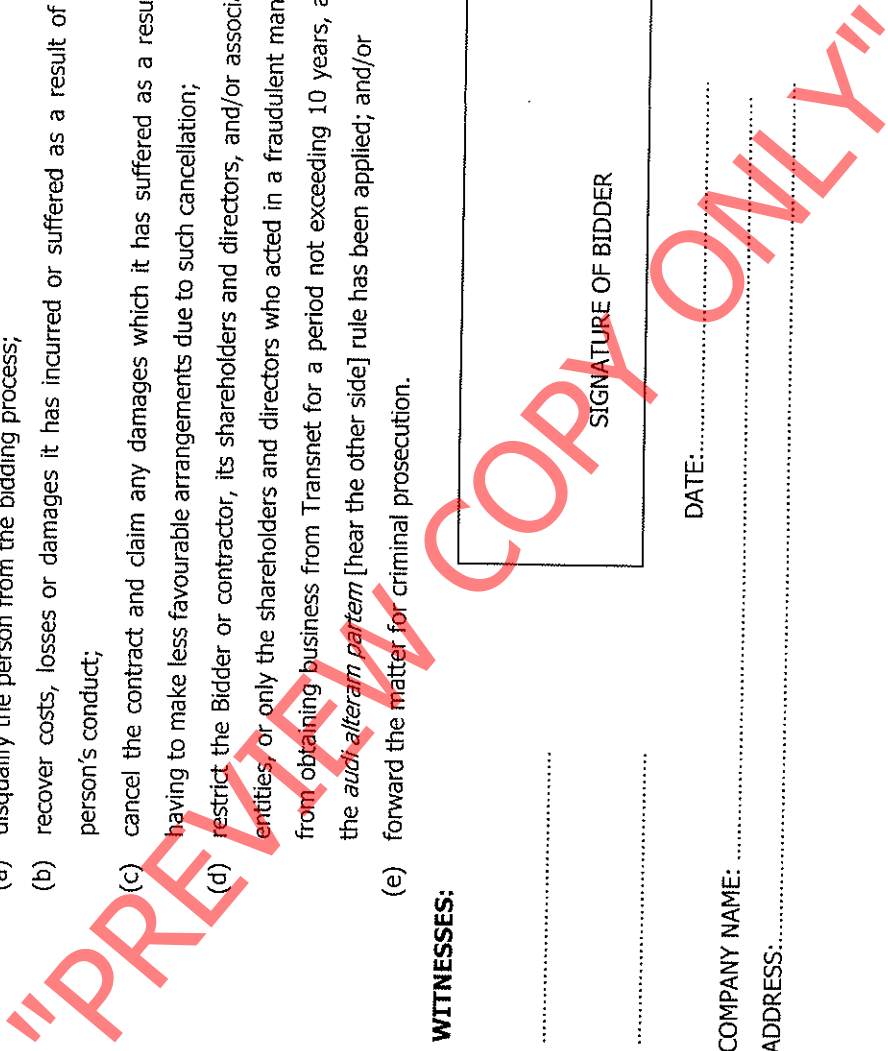 (a) disqualify the person from the bidding process;
(b) recover costs, losses or damages it has incurred or suffered as a result of
person's conduct;
(c) cancel the contract and claim any damages which it has suffered as a
having to make less favourable arrangements due to such cancellation;
(d) restrict the Bidder or contractor, its shareholders and directors, and/or
entities, or only the shareholders and directors who acted in a fraudulent
from obtaining business from Transnet for a period not exceeding 10 years,
the audi alteram partem [hear the other side] rule has been applied; and/or
(e) forward the matter for criminal prosecution.
WITNESSES:
SIGNATURE OF BIDDER
DATE:
COMPANY NAME:
ADDRESS:
"PREVIEW COPY ONLY"